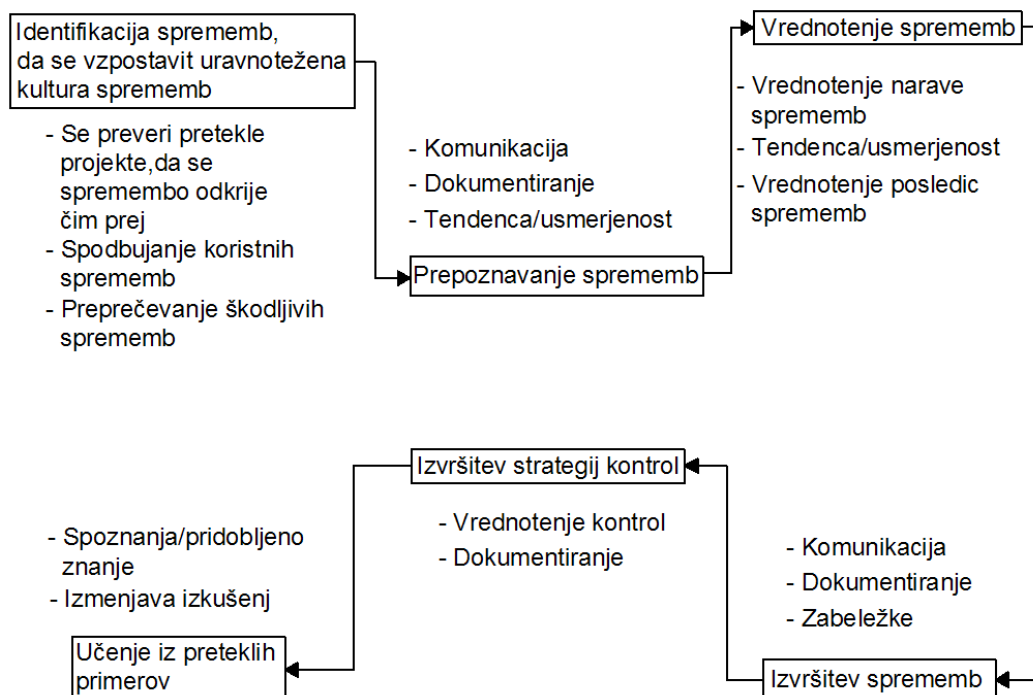 Identifikacija sprememb,
da se vzpostavit uravnotežena
kultura sprememb
- Se preveri pretekle
projekte,da se
spremembo odkrije
čim prej
- Spodbujanje koristnih
sprememb
- Preprečevanje škodljivih
sprememb
- Komunikacija
- Dokumentiranje
- Tendenca/usmerjenost
Prepoznavanje sprememb
Vrednotenje sprememb
- Vrednotenje narave
sprememb
- Tendenca/usmerjenost
- Vrednotenje posledic
sprememb
- Komunikacija
- Dokumentiranje
- Zabeležke
Izvršitev sprememb
Izvršitev strategij kontrol
- Vrednotenje kontrol
- Dokumentiranje
- Spoznanja/pridobljeno
znanje
- Izmenjava izkušenj
Učenje iz preteklih
primerov